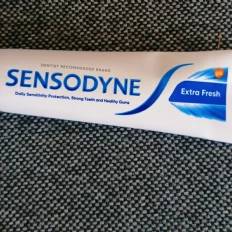 DENTIST RECOMMENDED BRAND
SENSODYNE
Daily Sensitivity Protection, Strong Teeth and Healthy Gums
Extra Fresh